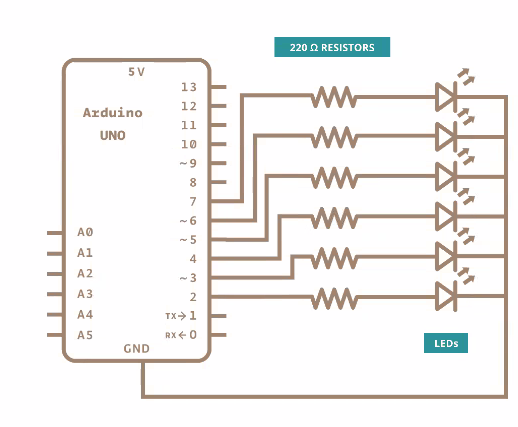 220 Ω RESISTORS
5V
Arduino
UNO
13
12
11
10
~9
8
7
~6
~5
4
~3
2
TX→1
RX←0
A0
A1
A2
A3
A4
A5
GND
LEDs